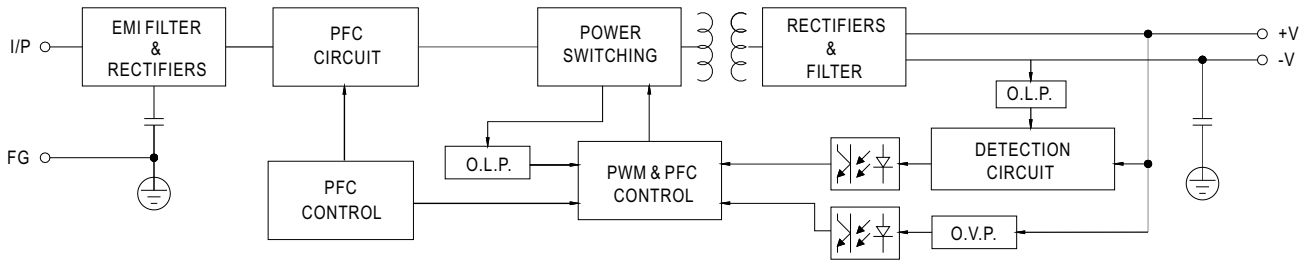 I/P
EMI FILTER
&
RECTIFIERS
PFC
CIRCUIT
POWER
SWITCHING
RECTIFIERS
&
FILTER
+V
-V
O.L.P.
FG
O.L.P.
PFC
CONTROL
PWM & PFC
CONTROL
DETECTION
CIRCUIT
O.V.P.